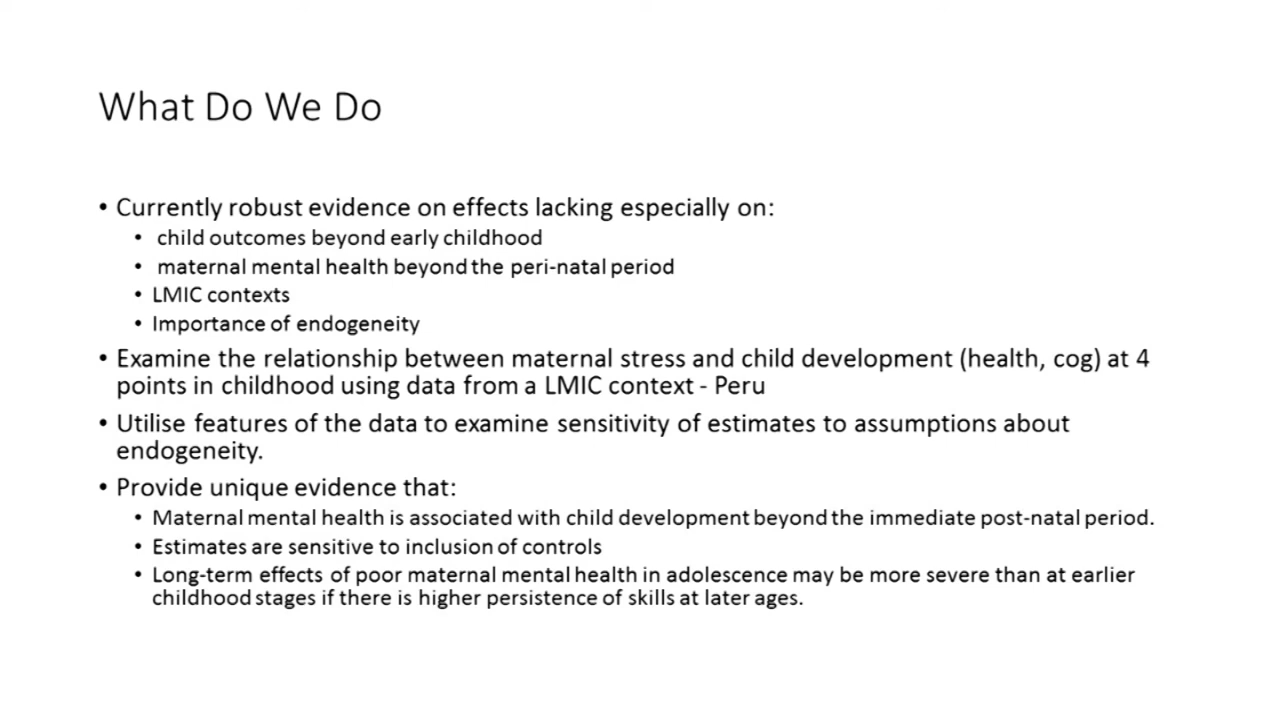 What Do We Do
• Currently robust evidence on effects lacking especially on:
• child outcomes beyond early childhood
• maternal mental health beyond the peri-natal period
• LMIC contexts
• Importance of endogeneity
• Examine the relationship between maternal stress and child development (health, cog) at 4
points in childhood using data from a LMIC context - Peru
• Utilise features of the data to examine sensitivity of estimates to assumptions about
endogeneity.
• Provide unique evidence that:
• Maternal mental health is associated with child development beyond the immediate post-natal period.
• Estimates are sensitive to inclusion of controls
• Long-term effects of poor maternal mental health in adolescence may be more severe than at earlier
childhood stages if there is higher persistence of skills at later ages.